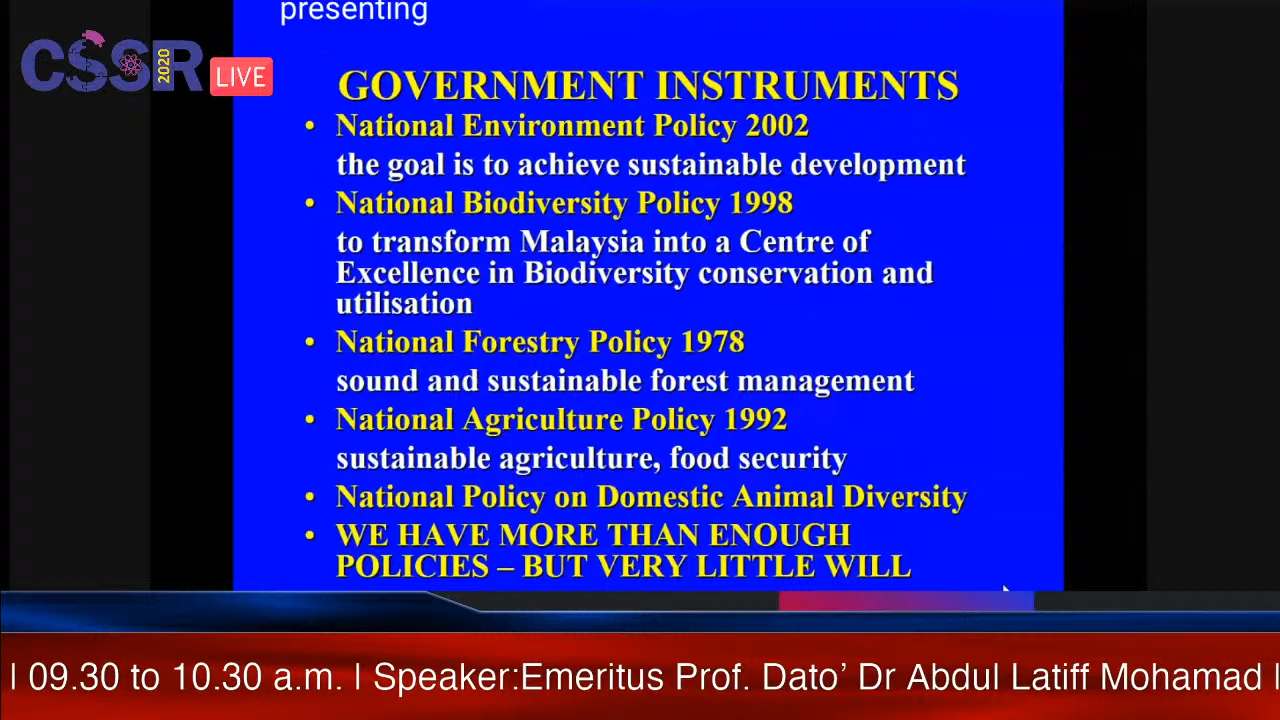 presenting
CSSR 2020 LIVE
GOVERNMENT INSTRUMENTS
• National Environment Policy 2002
the goal is to achieve sustainable development
• National Biodiversity Policy 1998
to transform Malaysia into a Centre of
Excellence in Biodiversity conservation and
utilisation
• National Forestry Policy 1978
sound and sustainable forest management
• National Agriculture Policy 1992
sustainable agriculture, food security
• National Policy on Domestic Animal Diversity
• WE HAVE MORE THAN ENOUGH
POLICIES – BUT VERY LITTLE WILL
| 09.30 to 10.30 a.m. | Speaker:Emeritus Prof. Dato’ Dr Abdul Latiff Mohamad |